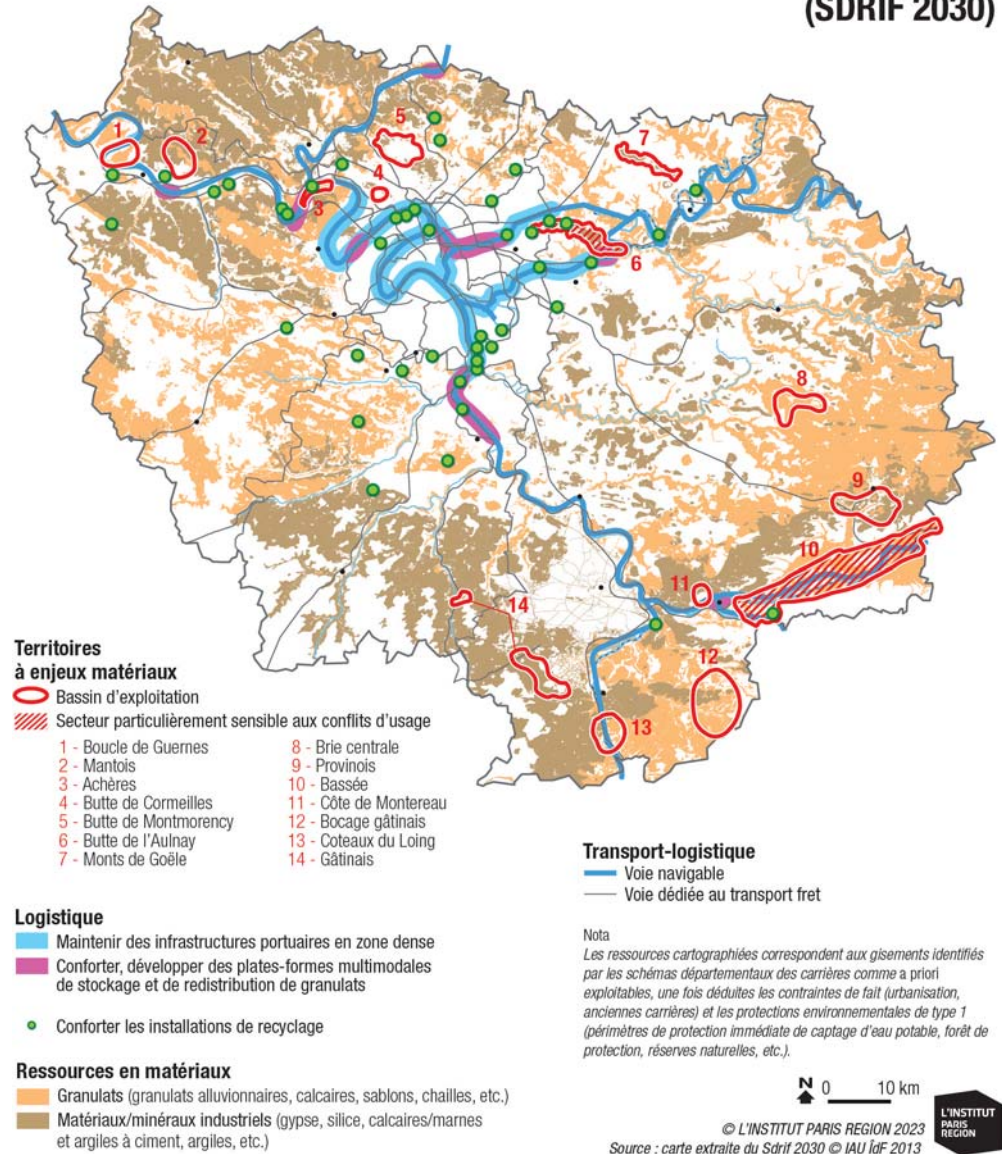 (SDRIF 2030)
1
2
5
7
4
3
6
8
9
10
11
14
12
13
Territoires
à enjeux matériaux
Bassin d'exploitation
Secteur particulièrement sensible aux conflits d'usage
1 - Boucle de Guernes
2 - Mantois
3 - Achères
4 - Butte de Cormeilles
5 - Butte de Montmorency
6 - Butte de l'Aulnay
7 - Monts de Goële
8 - Brie centrale
9 - Provinois
10 - Bassée
11 - Côte de Montereau
12 - Bocage gâtinais
13 - Coteaux du Loing
14 - Gâtinais
Logistique
Maintenir des infrastructures portuaires en zone dense
Conforter, développer des plates-formes multimodales
de stockage et de redistribution de granulats
Conforter les installations de recyclage
Ressources en matériaux
Granulats (granulats alluvionnaires, calcaires, sablons, chailles, etc.)
Matériaux/minéraux industriels (gypse, silice, calcaires/marnes
et argiles à ciment, argiles, etc.)
Transport-logistique
Voie navigable
Voie dédiée au transport fret
Nota
Les ressources cartographiées correspondent aux gisements identifiés
par les schémas départementaux des carrières comme a priori
exploitables, une fois déduites les contraintes de fait (urbanisation,
anciennes carrières) et les protections environnementales de type 1
(périmètres de protection immédiate de captage d'eau potable, forêt de
protection, réserves naturelles, etc.).
N 0 10 km
© L'INSTITUT PARIS REGION 2023
Source : carte extraite du Sdrif 2030 © IAU îdF 2013
L'INSTITUT
PARIS
REGION